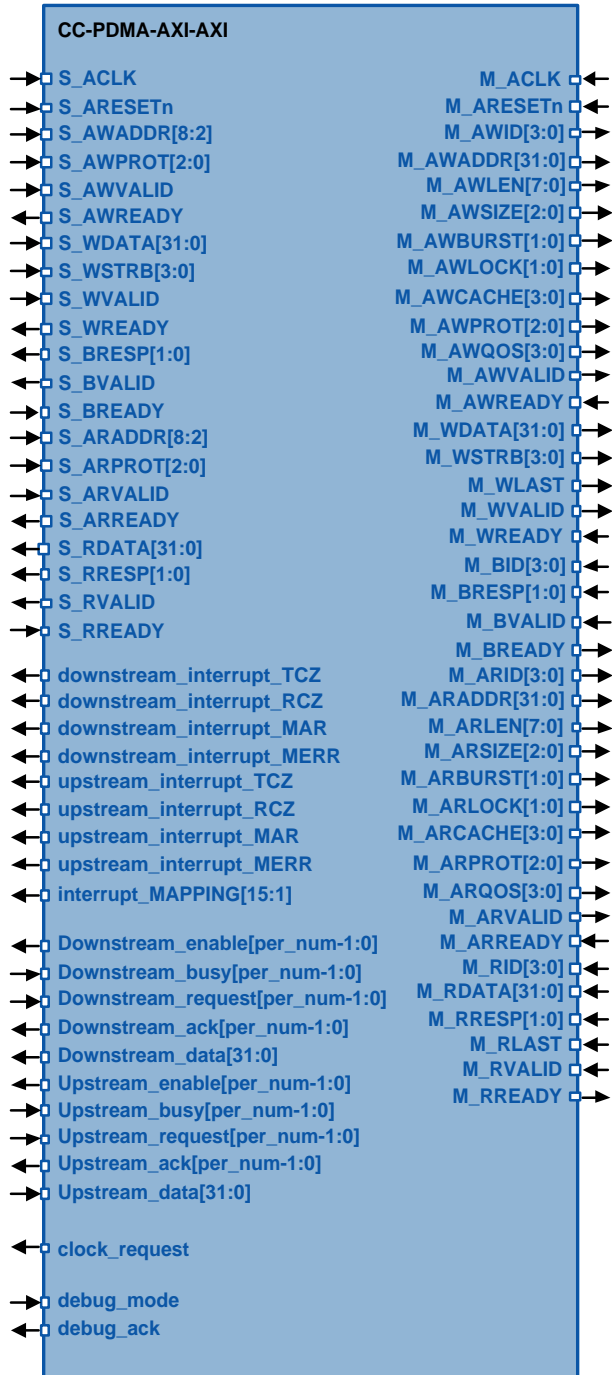 CC-PDMA-AXI-AXI
S_ACLK
S_ARESETn
S_AWADDR[8:2]
S_AWPROT[2:0]
S_AWVALID
S_AWREADY
S_WDATA[31:0]
S_WSTRB[3:0]
S_WVALID
S_WREADY
S_BRESP[1:0]
S_BVALID
S_BREADY
S_ARADDR[8:2]
S_ARPROT[2:0]
S_ARVALID
S_ARREADY
S_RDATA[31:0]
S_RRESP[1:0]
S_RVALID
S_RREADY
downstream_interrupt_TCZ
downstream_interrupt_RCZ
downstream_interrupt_MAR
downstream_interrupt_MERR
upstream_interrupt_TCZ
upstream_interrupt_RCZ
upstream_interrupt_MAR
upstream_interrupt_MERR
interrupt_MAPPING[15:1]
Downstream_enable[per_num-1:0]
Downstream_busy[per_num-1:0]
Downstream_request[per_num-1:0]
Downstream_ack[per_num-1:0]
Downstream_data[31:0]
Upstream_enable[per_num-1:0]
Upstream_busy[per_num-1:0]
Upstream_request[per_num-1:0]
Upstream_ack[per_num-1:0]
Upstream_data[31:0]
clock_request
debug_mode
debug_ack
M_ACLK
M_ARESETn
M_AWID[3:0]
M_AWADDR[31:0]
M_AWLEN[7:0]
M_AWSIZE[2:0]
M_AWBURST[1:0]
M_AWLOCK[1:0]
M_AWCACHE[3:0]
M_AWPROT[2:0]
M_AWQOS[3:0]
M_AWVALID
M_AWREADY
M_WDATA[31:0]
M_WSTRB[3:0]
M_WLAST
M_WVALID
M_WREADY
M_BID[3:0]
M_BRESP[1:0]
M_BVALID
M_BREADY
M_ARID[3:0]
M_ARADDR[31:0]
M_ARLEN[7:0]
M_ARSIZE[2:0]
M_ARBURST[1:0]
M_ARLOCK[1:0]
M_ARCACHE[3:0]
M_ARPROT[2:0]
M_ARQOS[3:0]
M_ARVALID
M_ARREADY
M_RID[3:0]
M_RDATA[31:0]
M_RRESP[1:0]
M_RLAST
M_RVALID
M_RREADY